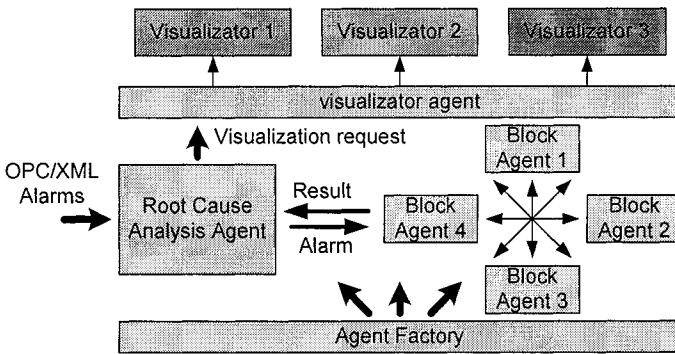 Visualizator 1
Visualizator 2
Visualizator 3
visualizator agent
Visualization request
OPC/XML
Alarms
Root Cause
Analysis Agent
Result
Alarm
Block
Agent 1
Block
Agent 4
Block
Agent 2
Block
Agent 3
Agent Factory